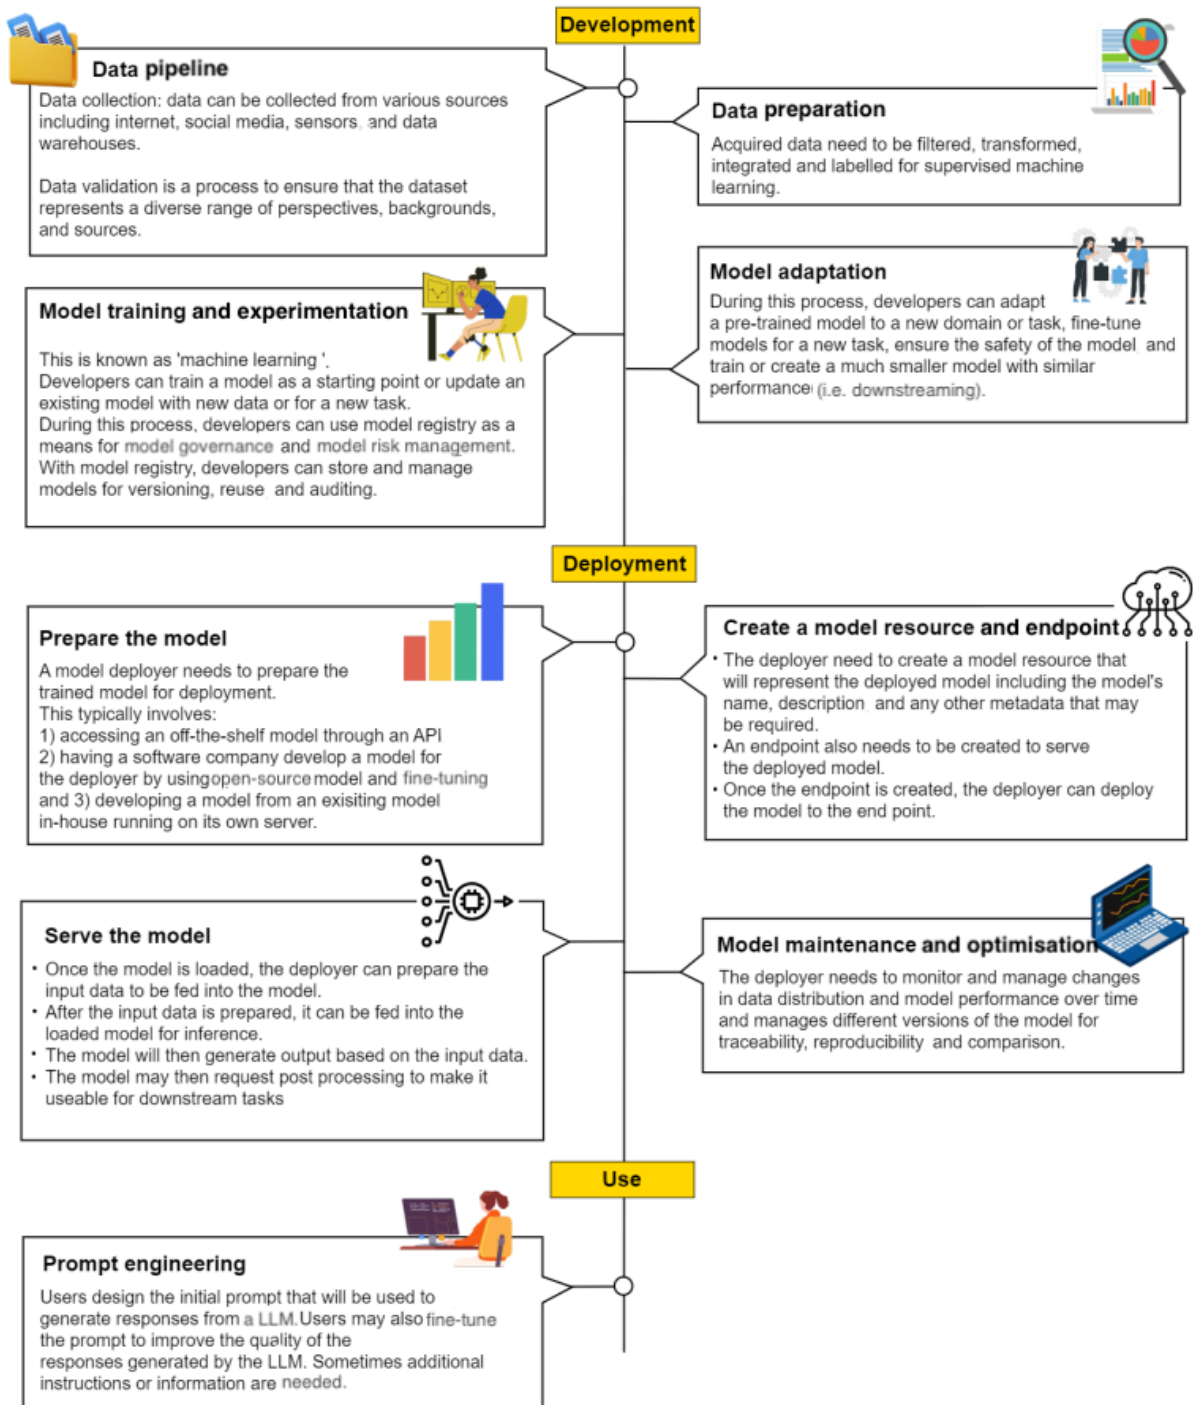 Development
Data pipeline
Data collection: data can be collected from various sources
including internet, social media, sensors, and data
warehouses.
Data validation is a process to ensure that the dataset
represents a diverse range of perspectives, backgrounds,
and sources.
Data preparation
Acquired data need to be filtered, transformed,
integrated and labelled for supervised machine
learning.
Model training and experimentation
This is known as 'machine learning '.
Developers can train a model as a starting point or update an
existing model with new data or for a new task.
During this process, developers can use model registry as a
means for model governance and model risk management.
With model registry, developers can store and manage
models for versioning, reuse and auditing.
Model adaptation
During this process, developers can adapt
a pre-trained model to a new domain or task, fine-tune
models for a new task, ensure the safety of the model and
train or create a much smaller model with similar
performance (i.e. downstreaming).
Deployment
Prepare the model
A model deployer needs to prepare the
trained model for deployment.
This typically involves:
1) accessing an off-the-shelf model through an API
2) having a software company develop a model for
the deployer by using open-source model and fine-tuning
and 3) developing a model from an exisiting model
in-house running on its own server.
Create a model resource and endpoint
• The deployer need to create a model resource that
will represent the deployed model including the model's
name, description and any other metadata that may
be required.
• An endpoint also needs to be created to serve
the deployed model.
• Once the endpoint is created, the deployer can deploy
the model to the end point.
Serve the model
• Once the model is loaded, the deployer can prepare the
input data to be fed into the model.
• After the input data is prepared, it can be fed into the
loaded model for inference.
• The model will then generate output based on the input data.
• The model may then request post processing to make it
useable for downstream tasks
Model maintenance and optimisation
The deployer needs to monitor and manage changes
in data distribution and model performance over time
and manages different versions of the model for
traceability, reproducibility and comparison.
Use
Prompt engineering
Users design the initial prompt that will be used to
generate responses from a LLM. Users may also fine-tune
the prompt to improve the quality of the
responses generated by the LLM. Sometimes additional
instructions or information are needed.